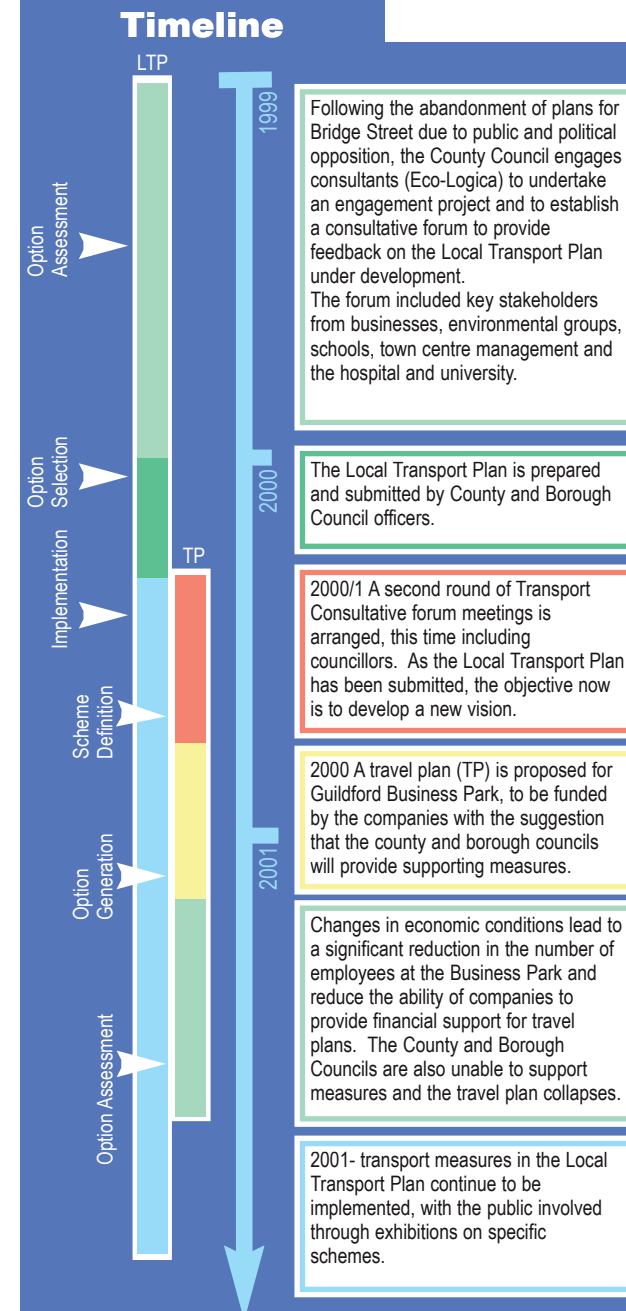 Timeline
LTP
1999
Option
Assessment
Following the abandonment of plans for
Bridge Street due to public and political
opposition, the County Council engages
consultants (Eco-Logica) to undertake
an engagement project and to establish
a consultative forum to provide
feedback on the Local Transport Plan
under development.
The forum included key stakeholders
from businesses, environmental groups,
schools, town centre management and
the hospital and university.
Option
Selection
2000
The Local Transport Plan is prepared
and submitted by County and Borough
Council officers.
Implementation
TP
2000/1 A second round of Transport
Consultative forum meetings is
arranged, this time including
councillors. As the Local Transport Plan
has been submitted, the objective now
is to develop a new vision.
Scheme
Definition
2000 A travel plan (TP) is proposed for
Guildford Business Park, to be funded
by the companies with the suggestion
that the county and borough councils
will provide supporting measures.
2001
Option
Generation
Changes in economic conditions lead to
a significant reduction in the number of
employees at the Business Park and
reduce the ability of companies to
provide financial support for travel
plans. The County and Borough
Councils are also unable to support
measures and the travel plan collapses.
Option Assessment
2001- transport measures in the Local
Transport Plan continue to be
implemented, with the public involved
through exhibitions on specific
schemes.